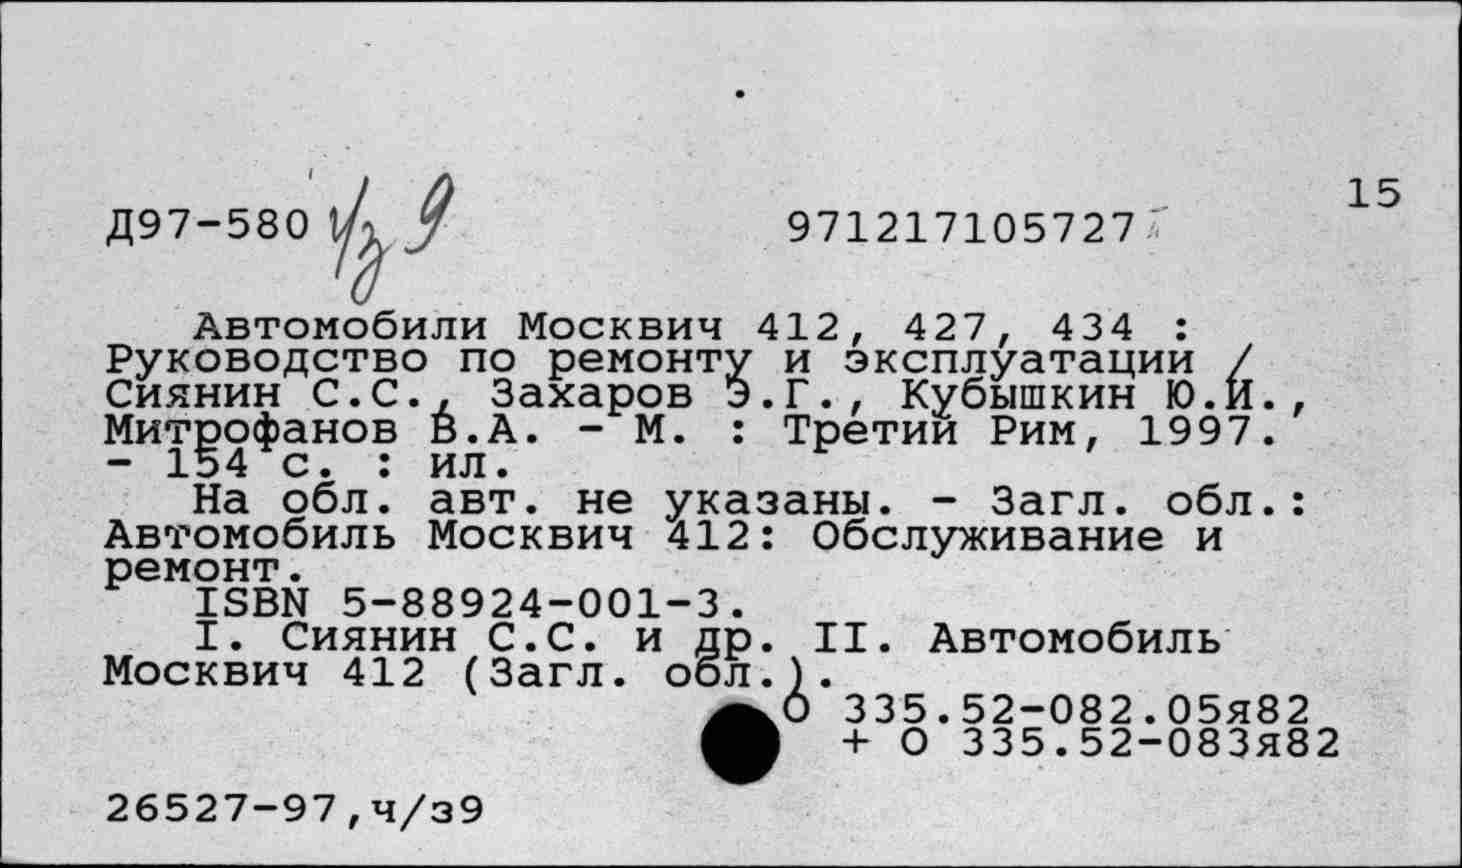 15
Д97-580 ч/з 9 971217105727
Автомобили Москвич 412, 427, 434 :
Руководство по ремонту и эксплуатации /
Сиянин С.С., Захаров Э.Г., Кубышкин Ю.И.,
Митрофанов В.А. - М. : Третий Рим, 1997.
- 154 с. : ил.
На обл. авт. не указаны. - Загл. обл.:
Автомобиль Москвич 412: Обслуживание и
ремонт.
ISBN 5-88924-001-3.
I. Сиянин С.С. и др. II. Автомобиль
Москвич 412 (Загл. обл.).
О 335.52-082.05я82
+ О 335.52-083я82
26527-97,ч/з9